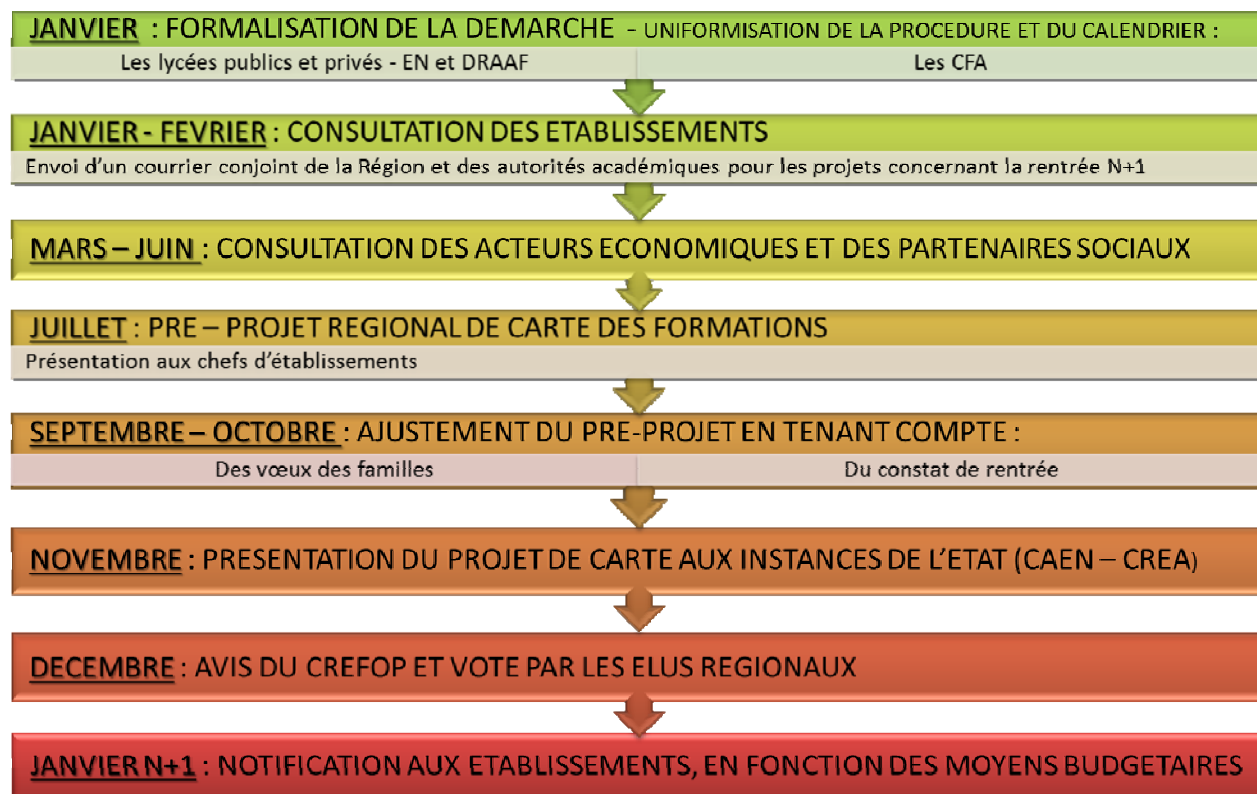 JANVIER : FORMALISATION DE LA DEMARCHE - UNIFORMISATION DE LA PROCEDURE ET DU CALENDRIER :
Les lycées publics et privés - EN et DRAAF
Les CFA
JANVIER - FEVRIER : CONSULTATION DES ETABLISSEMENTS
Envoi d'un courrier conjoint de la Région et des autorités académiques pour les projets concernant la rentrée N+1
MARS – JUIN : CONSULTATION DES ACTEURS ECONOMIQUES ET DES PARTENAIRES SOCIAUX
JUILLET : PRE – PROJET REGIONAL DE CARTE DES FORMATIONS
Présentation aux chefs d'établissements
SEPTEMBRE – OCTOBRE : AJUSTEMENT DU PRE-PROJET EN TENANT COMPTE :
Des vœux des familles
Du constat de rentrée
NOVEMBRE : PRESENTATION DU PROJET DE CARTE AUX INSTANCES DE L'ETAT (CAEN – CREA)
DECEMBRE : AVIS DU CREFOP ET VOTE PAR LES ELUS REGIONAUX
JANVIER N+1 : NOTIFICATION AUX ETABLISSEMENTS, EN FONCTION DES MOYENS BUDGETAIRES